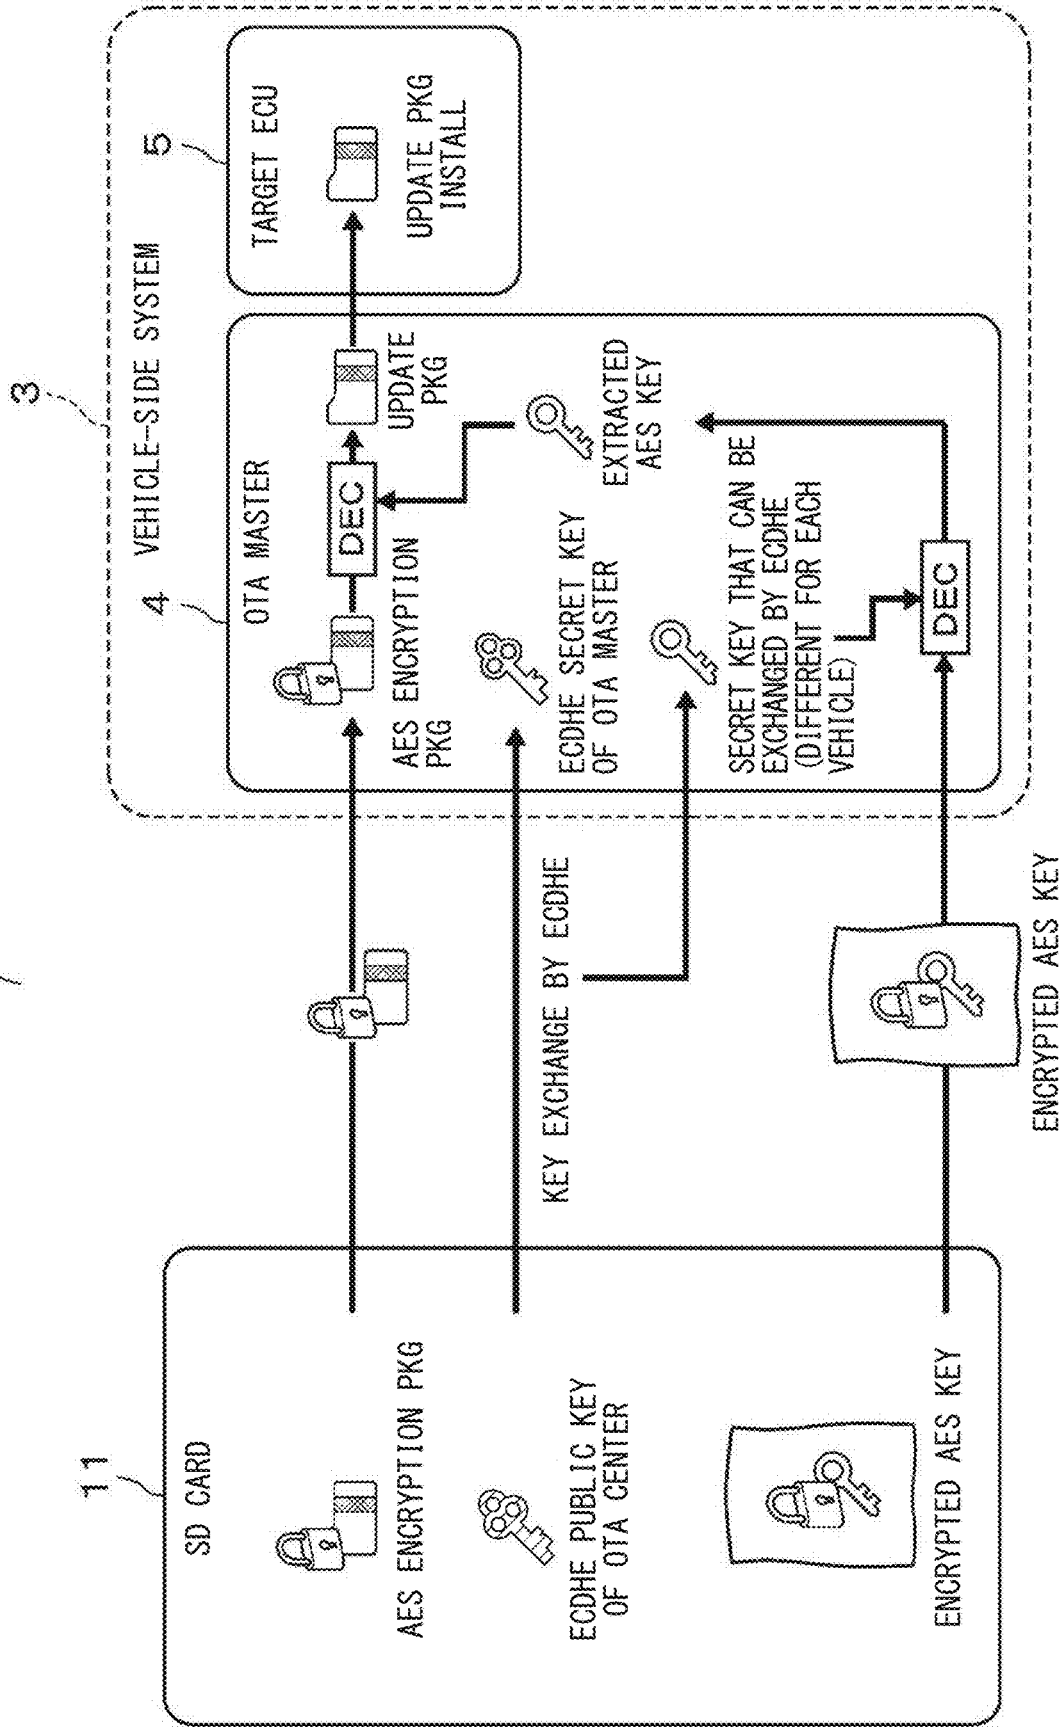 3
VEHICLE-SIDE SYSTEM
11
SD CARD
AES ENCRYPTION PKG
ECDHE PUBLIC KEY
OF OTA CENTER
ENCRYPTED AES KEY
KEY EXCHANGE BY ECDHE
ENCRYPTED AES KEY
4
OTA MASTER
AES ENCRYPTION
PKG
DEC
UPDATE
PKG
ECDHE SECRET KEY
OF OTA MASTER
EXTRACTED
AES KEY
SECRET KEY THAT CAN BE
EXCHANGED BY ECDHE
(DIFFERENT FOR EACH
VEHICLE)
DEC
5
TARGET ECU
UPDATE PKG
INSTALL